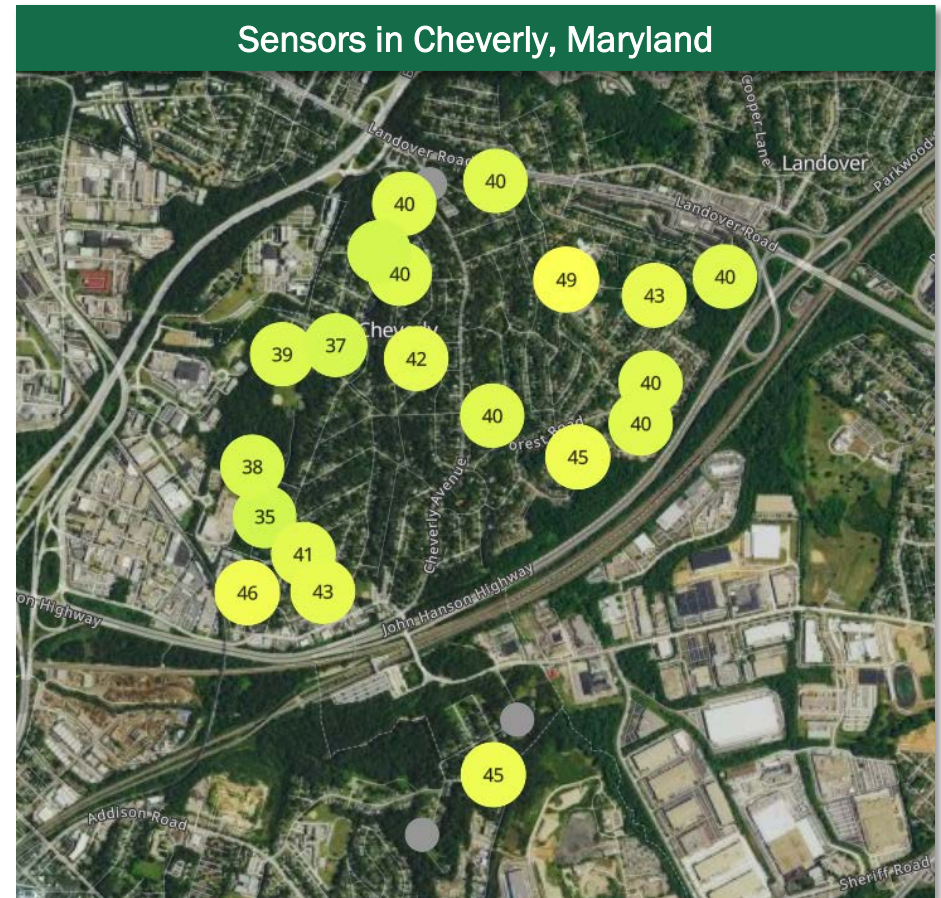 Sensors in Cheverly, Maryland
Cooper Lane
Landover Road
Landover
Parkwood-
40
40
Landover Road
40
49
43
40
Cheverly
39
37
42
40
40
orest Road
40
45
38
Cheverly Avenue
35
41
46
43
on Highway
John Hanson Highway
45
Addison Road
Sheriff Road